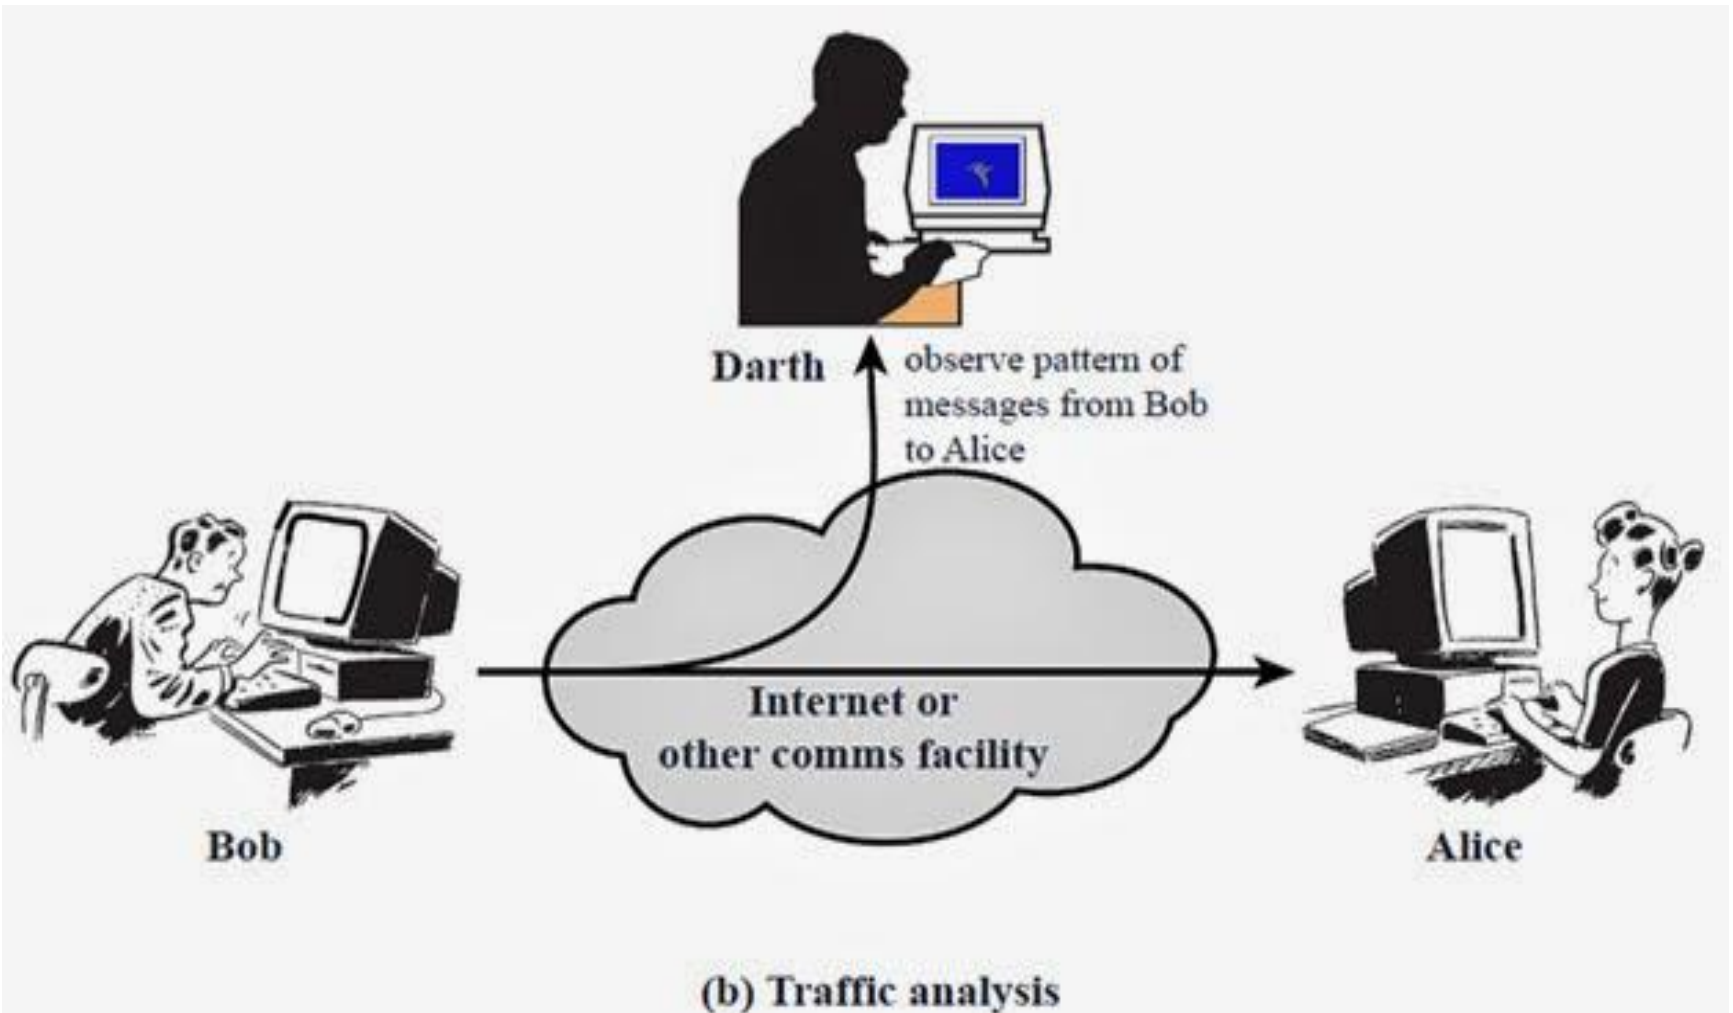 Darth
observe pattern of
messages from Bob
to Alice
Internet or
other comms facility
Bob
Alice
(b) Traffic analysis